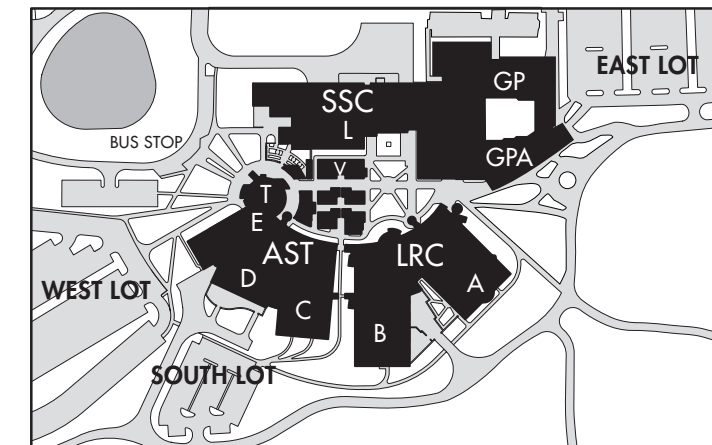 GP
EAST LOT
SSC
L
BUS STOP
GPA
V
T
E
AST
LRC
D
A
WEST LOT
C
B
SOUTH LOT